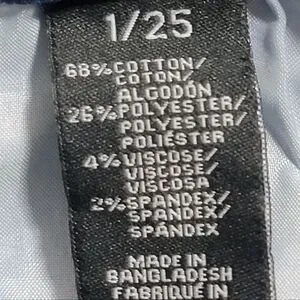 1/25
68% COTTON/
COTON/
ALGODÓN
26% POLYESTER/
POLYESTER/
POLIÉSTER
4% VISCOSE/
VISCOSE/
VISCOSA
2% SPANDEX/
SPANDEX/
SPÁNDEX
MADE IN
BANGLADESH
FABRIQUÉ IN